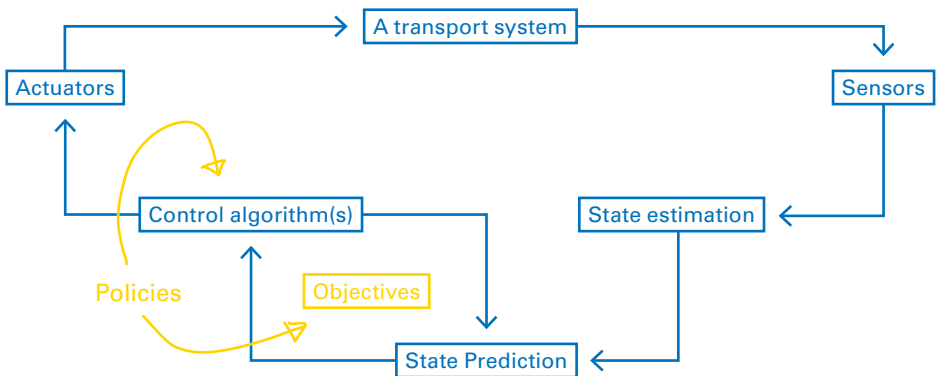 A transport system
Actuators
Sensors
Control algorithm(s)
State estimation
Policies
Objectives
State Prediction